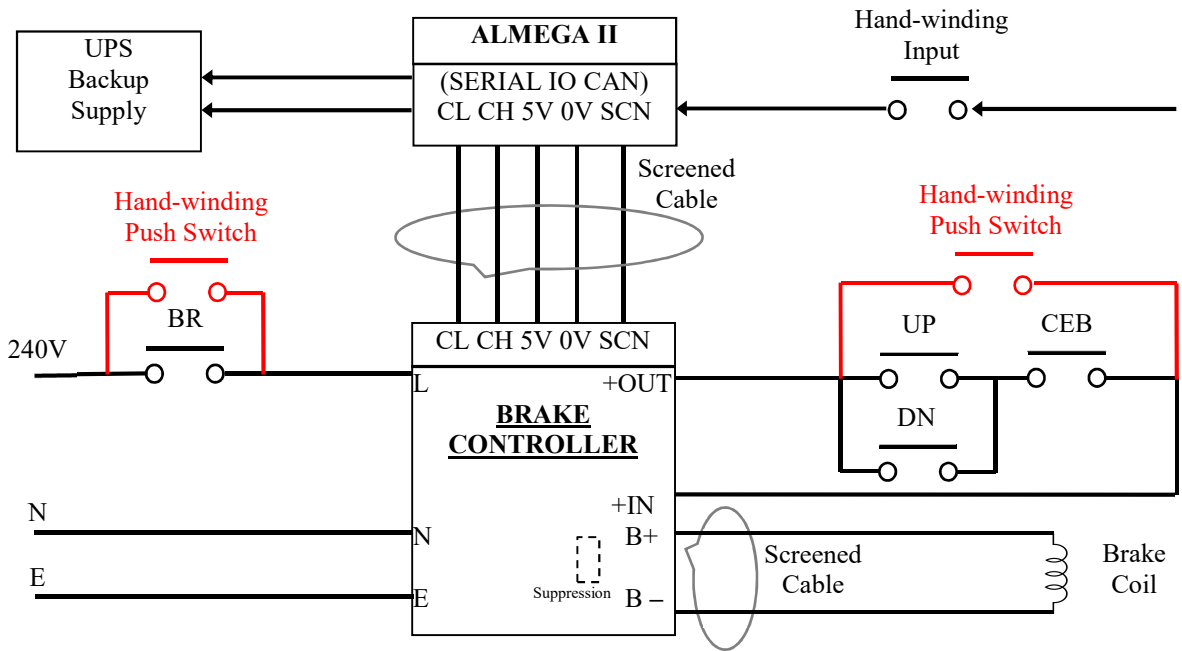 UPS
Backup
Supply
ALMEGA II
(SERIAL IO CAN)
CL CH 5V 0V SCN
Hand-winding
Input
Screened
Cable
Hand-winding
Push Switch
BR
240V
Hand-winding
Push Switch
UP
CEB
DN
CL CH 5V 0V SCN
L
+OUT
BRAKE
CONTROLLER
+IN
N
N
B+
E
E
Suppression
B –
Screened
Cable
Brake
Coil